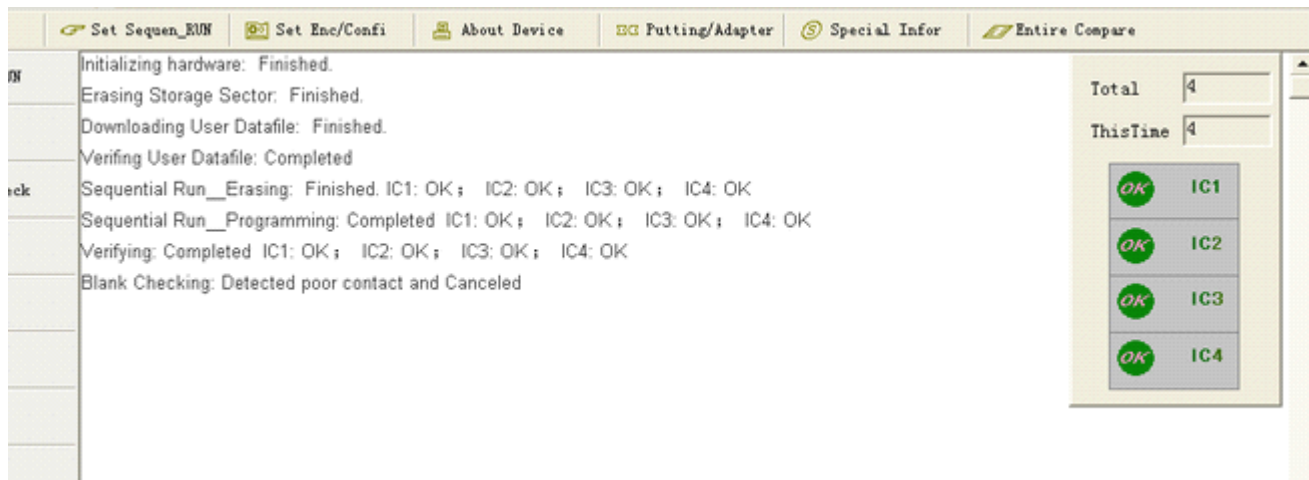 Set Sequen_RUN Set Enc/Confi About Device Putting/Adapter Special Infor Entire Compare
Initializing hardware: Finished.
Erasing Storage Sector: Finished.
Downloading User Datafile: Finished.
Verifing User Datafile: Completed
Sequential Run__Erasing: Finished. IC1: OK； IC2: OK； IC3: OK； IC4: OK
Sequential Run__Programming: Completed IC1: OK； IC2: OK； IC3: OK； IC4: OK
Verifying: Completed IC1: OK； IC2: OK； IC3: OK； IC4: OK
Blank Checking: Detected poor contact and Canceled
Total 4
ThisTime 4
OK IC1
OK IC2
OK IC3
OK IC4